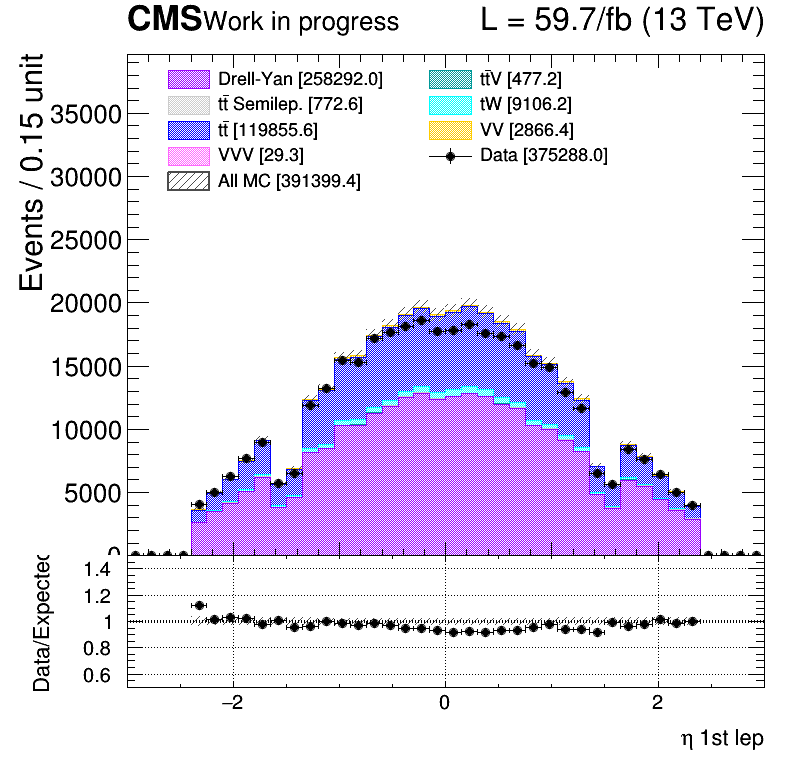 CMS Work in progress L = 59.7/fb (13 TeV)
Drell-Yan [258292.0]
tt̄ Semilep. [772.6]
tt̄ [119855.6]
VVV [29.3]
All MC [391399.4]
tt̄V [477.2]
tW [9106.2]
VV [2866.4]
Data [375288.0]
Events / 0.15 unit
35000
30000
25000
20000
15000
10000
5000
0
Data/Expected
1.4
1.2
1
0.8
0.6
−2 0 2
η 1st lep